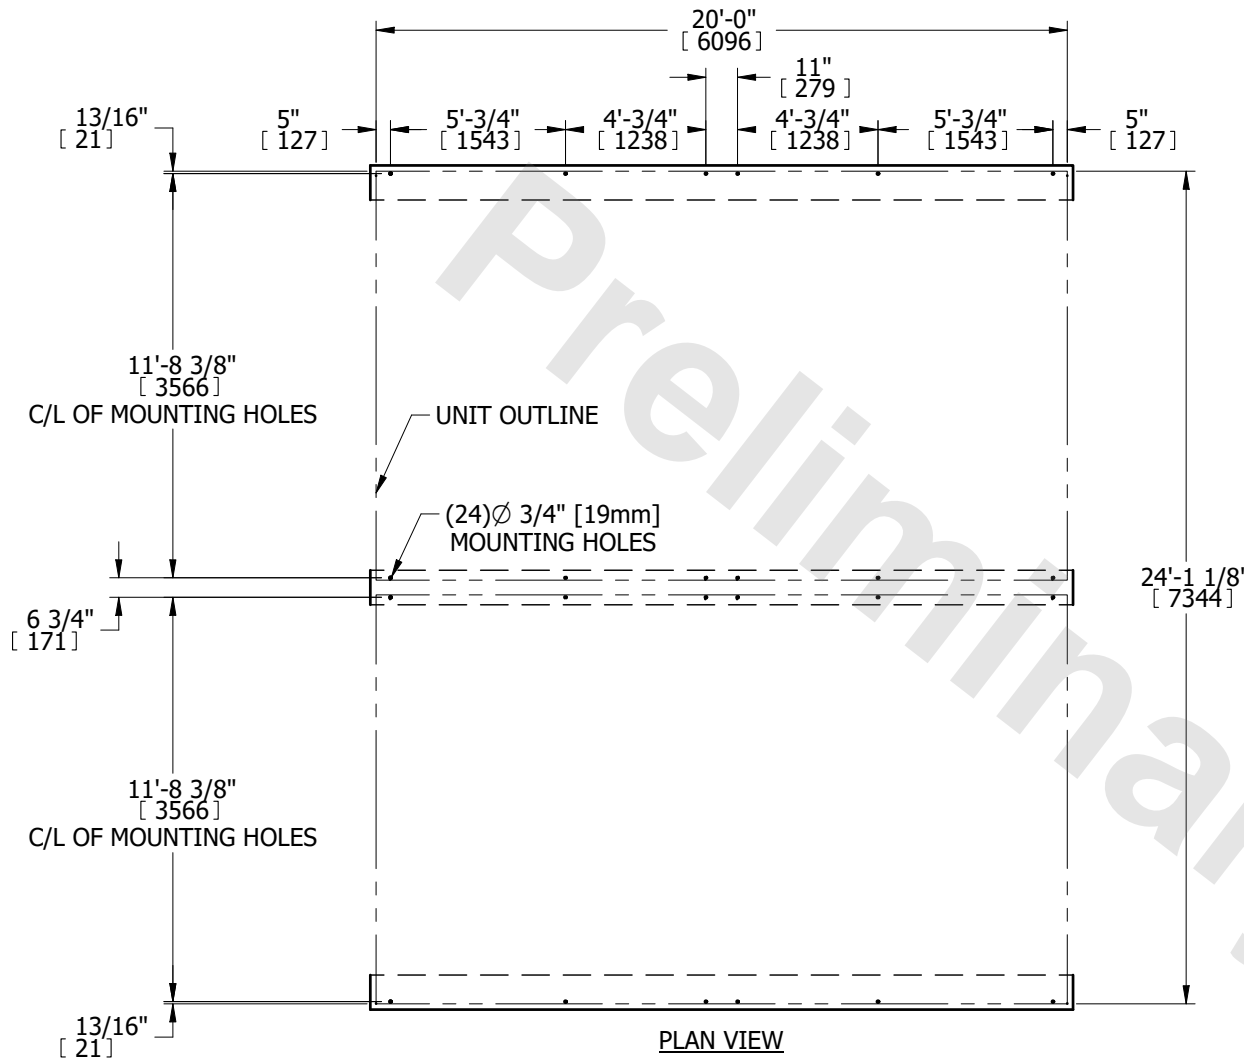 20'-0"
[ 6096 ]
11"
[ 279 ]
13/16"
[ 21 ]
5"
[ 127 ]
5'-3/4"
[ 1543 ]
4'-3/4"
[ 1238 ]
4'-3/4"
[ 1238 ]
5'-3/4"
[ 1543 ]
5"
[ 127 ]
11'-8 3/8"
[ 3566 ]
C/L OF MOUNTING HOLES
UNIT OUTLINE
(24)Ø 3/4" [19mm]
MOUNTING HOLES
24'-1 1/8"
[ 7344 ]
6 3/4"
[ 171 ]
11'-8 3/8"
[ 3566 ]
C/L OF MOUNTING HOLES
13/16"
[ 21 ]
PLAN VIEW
Preliminar